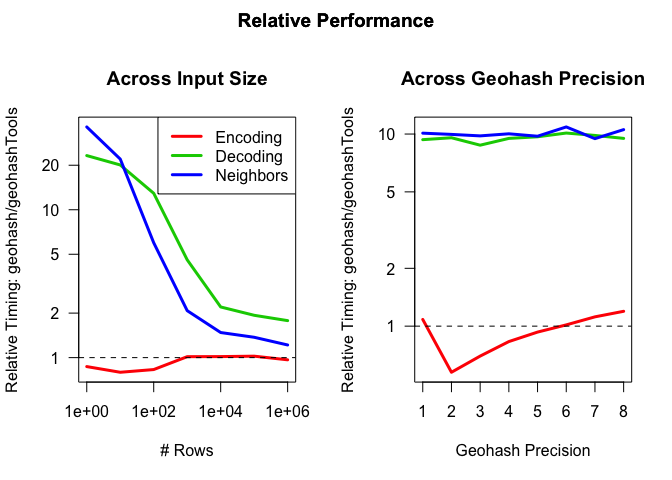 Relative Performance
Across Input Size
Relative Timing: geohash/geohashTools
20
10
5
2
1
Encoding
Decoding
Neighbors
1e+00 1e+02 1e+04 1e+06
# Rows
Across Geohash Precision
Relative Timing: geohash/geohashTools
10
5
2
1
1 2 3 4 5 6 7 8
Geohash Precision